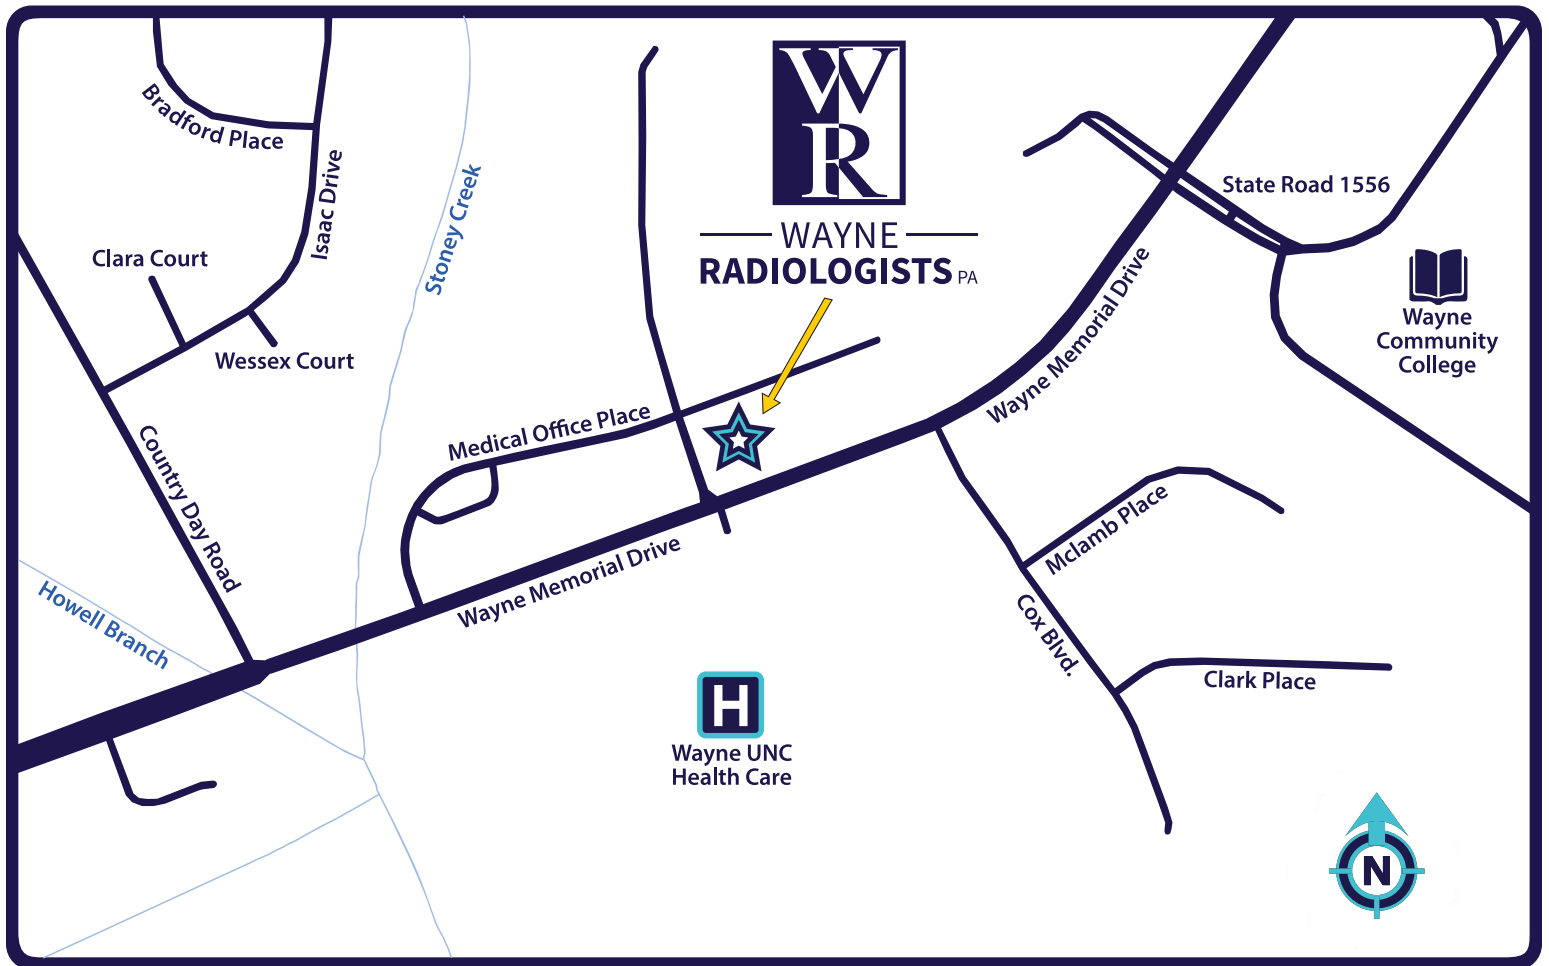 WR
WAYNE
RADIOLOGISTS PA
Bradford Place
Isaac Drive
Stoney Creek
State Road 1556
Clara Court
Wessex Court
Wayne Memorial Drive
Wayne
Community
College
Medical Office Place
Country Day Road
Mclamb Place
Wayne Memorial Drive
Howell Branch
Cox Blvd.
Clark Place
H
Wayne UNC
Health Care
N